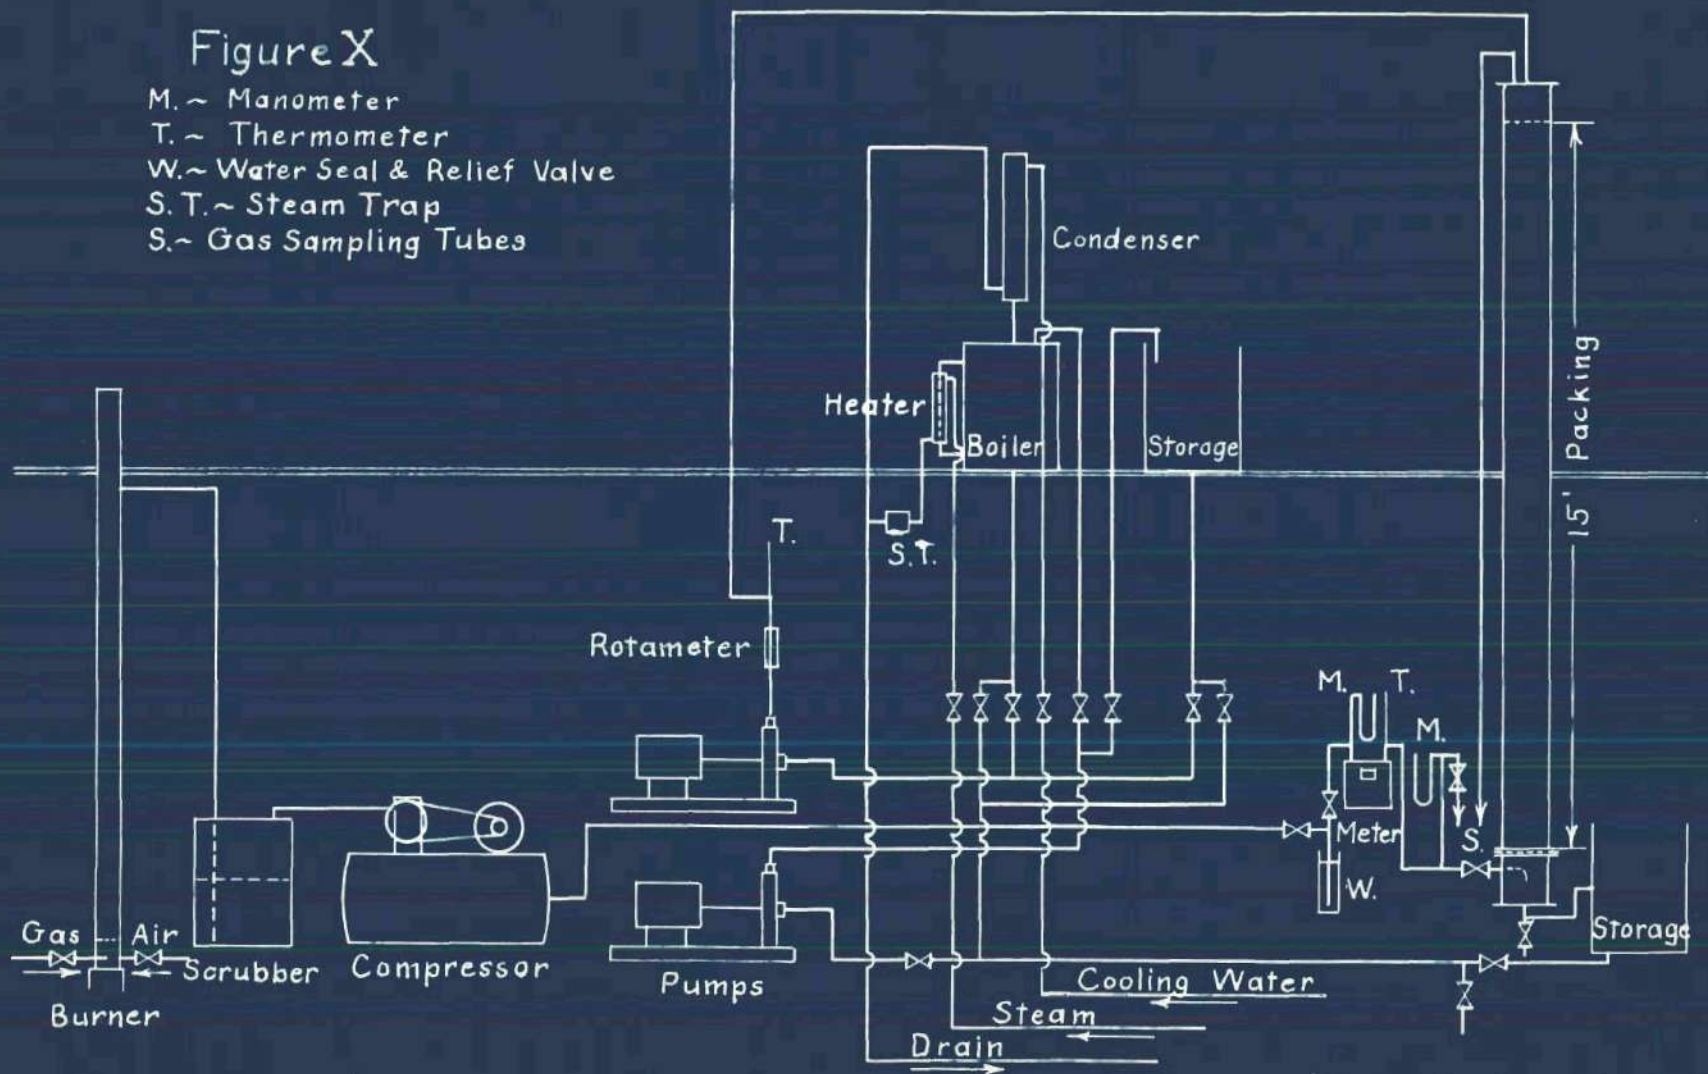 Figure X
M. ~ Manometer
T. ~ Thermometer
W. ~ Water Seal & Relief Valve
S. T. ~ Steam Trap
S. ~ Gas Sampling Tubes
Condenser
Packing
15'
Heater
Boiler
Storage
T.
S.T.
Rotameter
M.
T.
M.
Meter
S.
W.
Gas
Air
Scrubber
Compressor
Pumps
Storage
Burner
Cooling Water
Steam
Drain